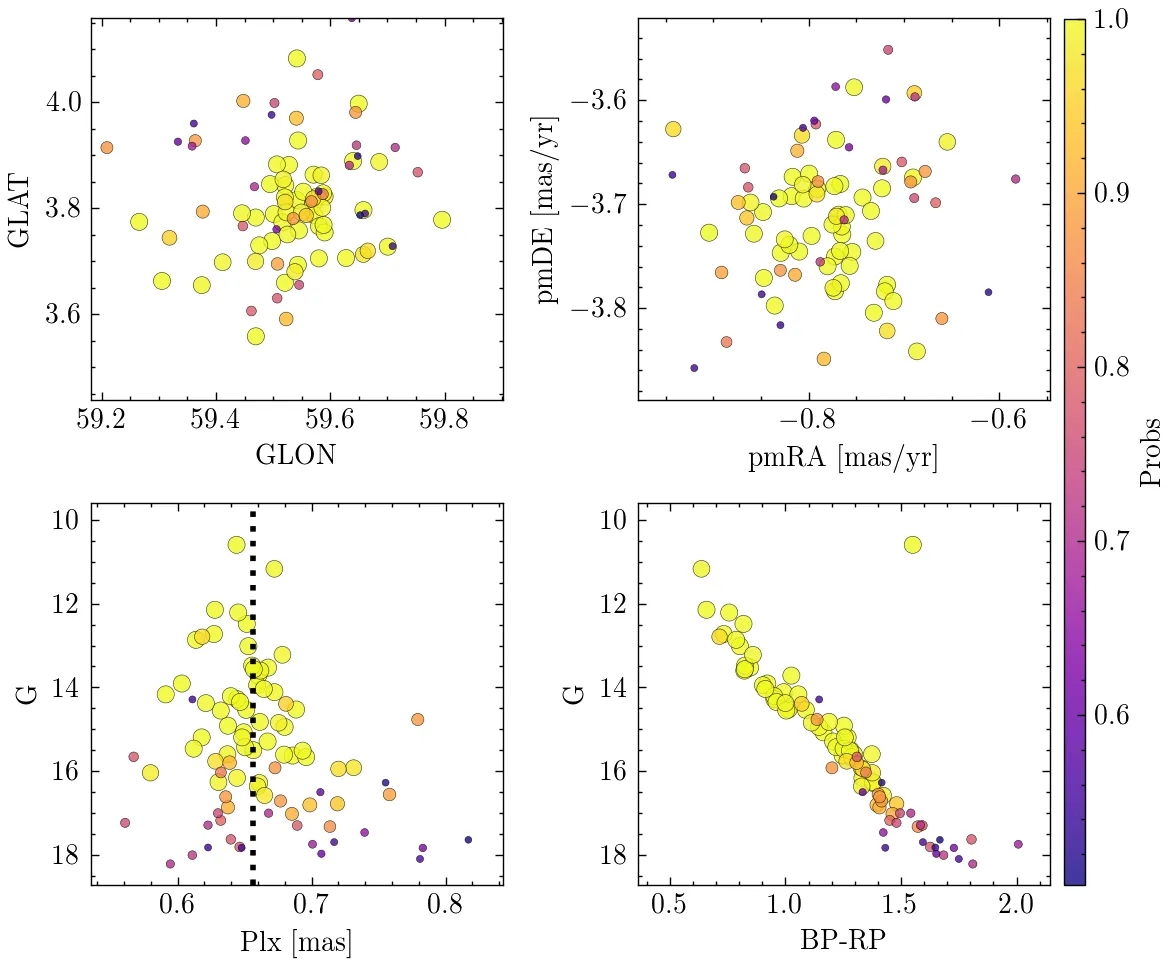 4.0
3.8
3.6
GLAT
59.2 59.4 59.6 59.8
GLON
−3.6
−3.7
−3.8
pmDE [mas/yr]
−0.8 −0.6
pmRA [mas/yr]
10
12
14
16
18
G
0.6 0.7 0.8
Plx [mas]
10
12
14
16
18
G
0.5 1.0 1.5 2.0
BP-RP
1.0
0.9
0.8
0.7
0.6
Probs